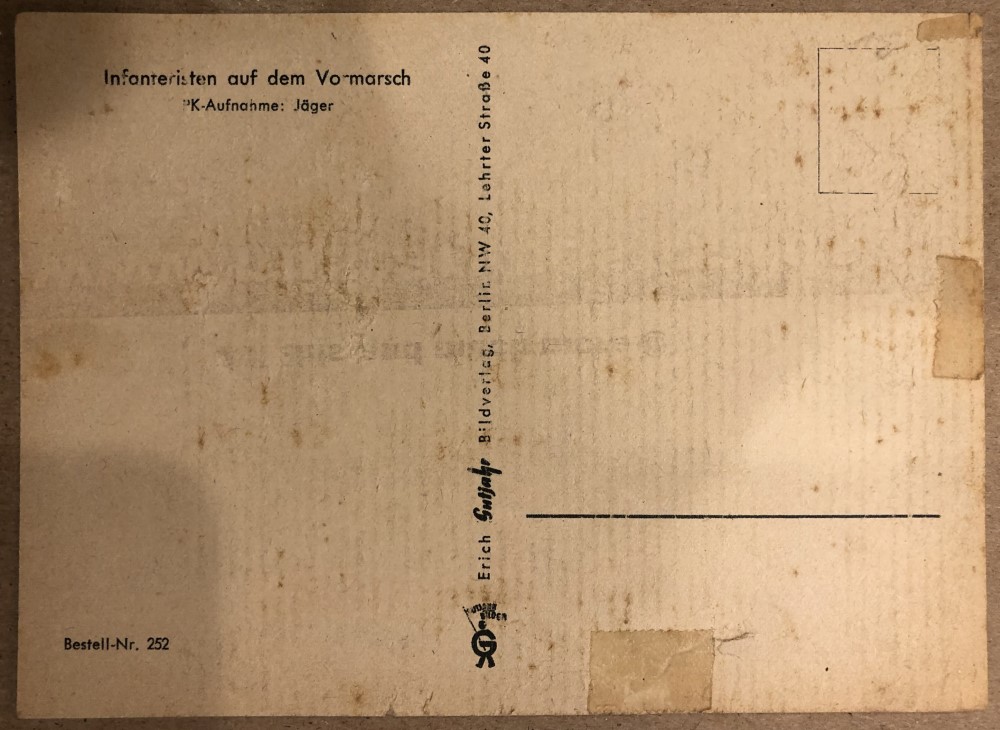 Infanteristen auf dem Vormarsch
PK-Aufnahme: Jäger
Erich Gutjahr Bildverlag, Berlin NW 40, Lehrter Straße 40
Bestell-Nr. 252